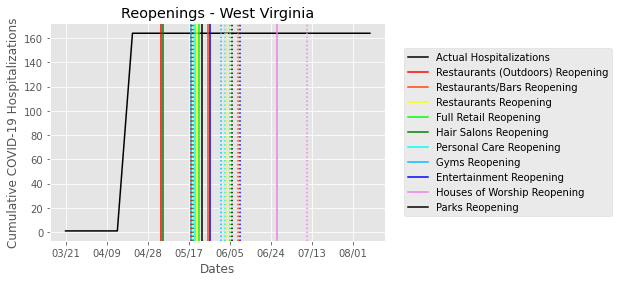 Reopenings - West Virginia
Cumulative COVID-19 Hospitalizations
160
140
120
100
80
60
40
20
0
03/21 04/09 04/28 05/17 06/05 06/24 07/13 08/01
Dates
Actual Hospitalizations
Restaurants (Outdoors) Reopening
Restaurants/Bars Reopening
Restaurants Reopening
Full Retail Reopening
Hair Salons Reopening
Personal Care Reopening
Gyms Reopening
Entertainment Reopening
Houses of Worship Reopening
Parks Reopening